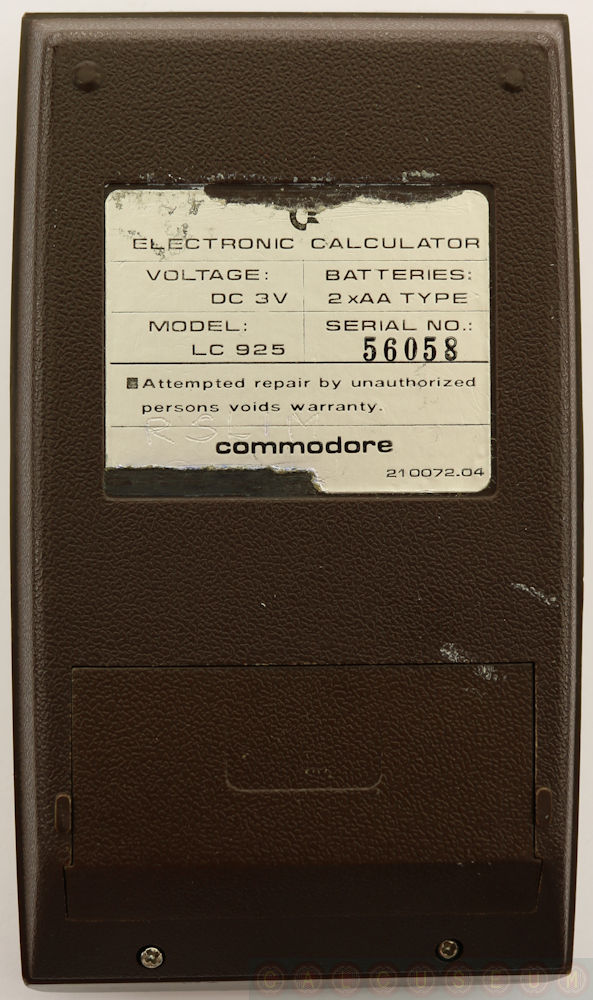 ELECTRONIC CALCULATOR
VOLTAGE: BATTERIES:
DC 3V 2xAA TYPE
MODEL: SERIAL NO.:
LC 925 56058
Attempted repair by unauthorized
persons voids warranty.
commodore
210072.04
CALCUSEUM